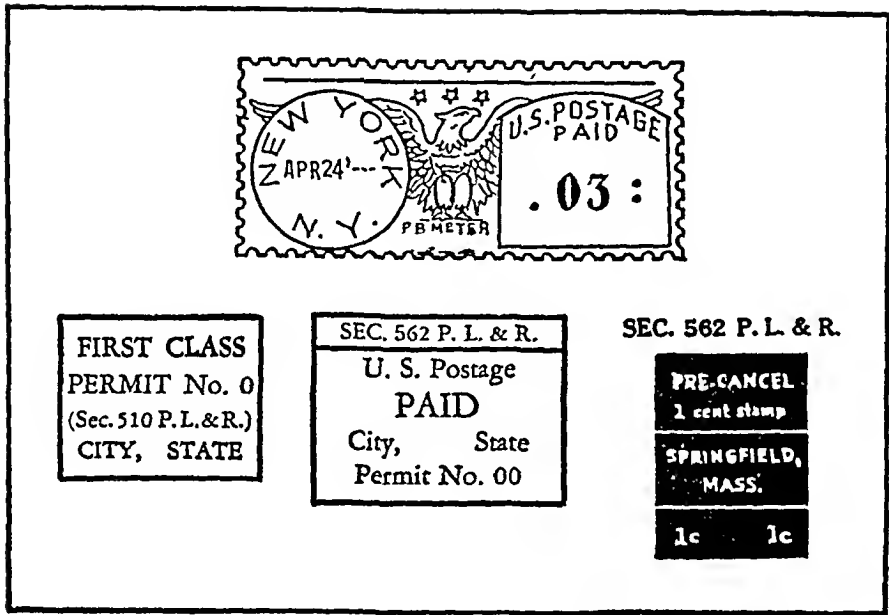 NEW YORK
N.Y.
APR24'---
PB METER
U.S. POSTAGE
PAID
.03:
FIRST CLASS
PERMIT No. 0
(Sec. 510 P.L.&R.)
CITY, STATE
SEC. 562 P. L. & R.
U. S. Postage
PAID
City, State
Permit No. 00
SEC. 562 P. L. & R.
PRE-CANCEL
1 cent stamp
SPRINGFIELD,
MASS.
1c 1c